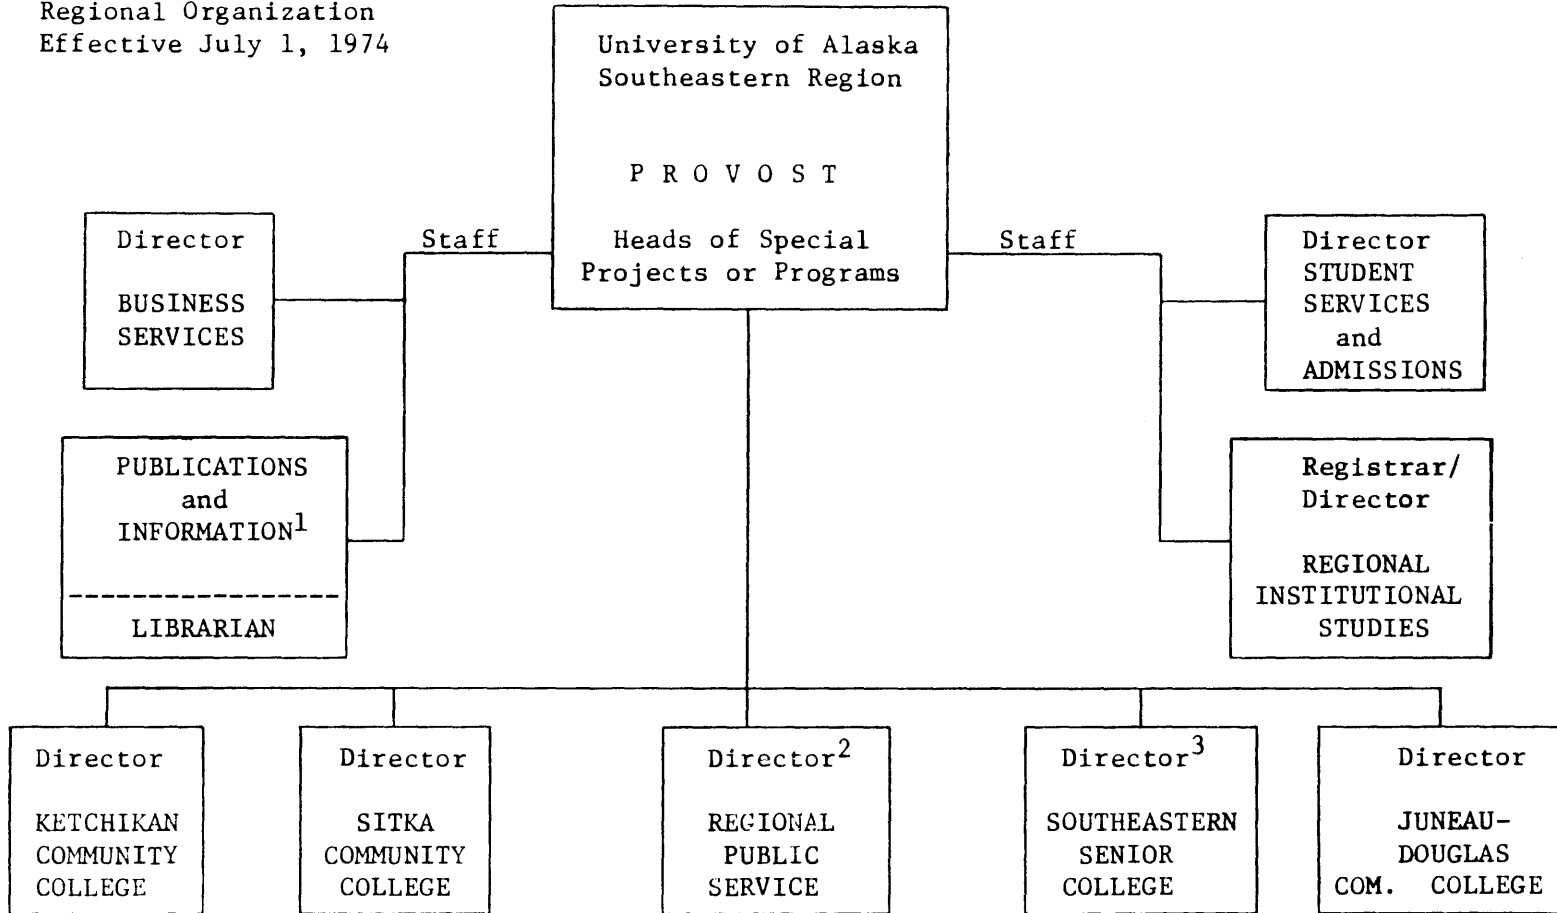 Regional Organization
Effective July 1, 1974
University of Alaska
Southeastern Region
P R O V O S T
Heads of Special
Projects or Programs
Staff
Staff
Director
BUSINESS
SERVICES
Director
STUDENT
SERVICES
and
ADMISSIONS
PUBLICATIONS
and
INFORMATION1
LIBRARIAN
Registrar/
Director
REGIONAL
INSTITUTIONAL
STUDIES
Director
KETCHIKAN
COMMUNITY
COLLEGE
Director
SITKA
COMMUNITY
COLLEGE
Director2
REGIONAL
PUBLIC
SERVICE
Director3
SOUTHEASTERN
SENIOR
COLLEGE
Director
JUNEAU-
DOUGLAS
COM. COLLEGE